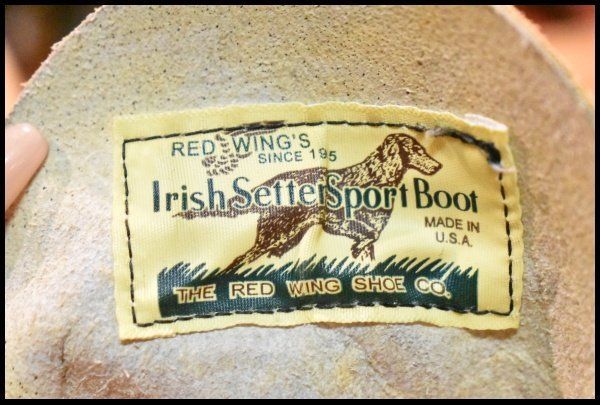 RED WING'S
SINCE 195
Irish Setter Sport Boot
MADE IN
U.S.A.
THE RED WING SHOE CO.